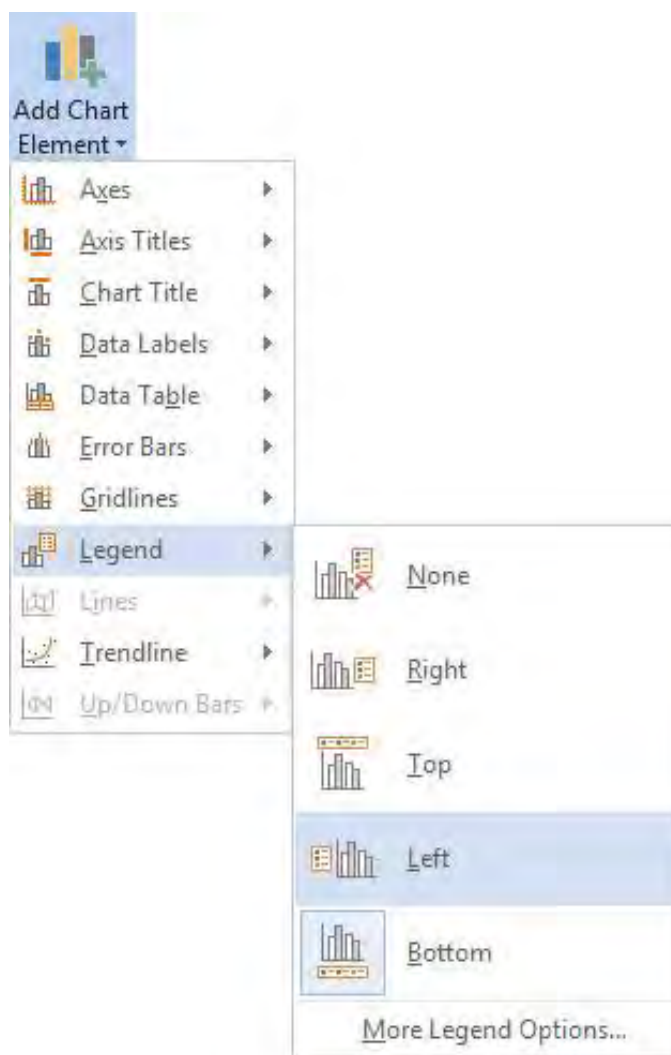 Add Chart
Element
Axes
Axis Titles
Chart Title
Data Labels
Data Table
Error Bars
Gridlines
Legend
Lines
Trendline
Up/Down Bars
None
Right
Top
Left
Bottom
More Legend Options...